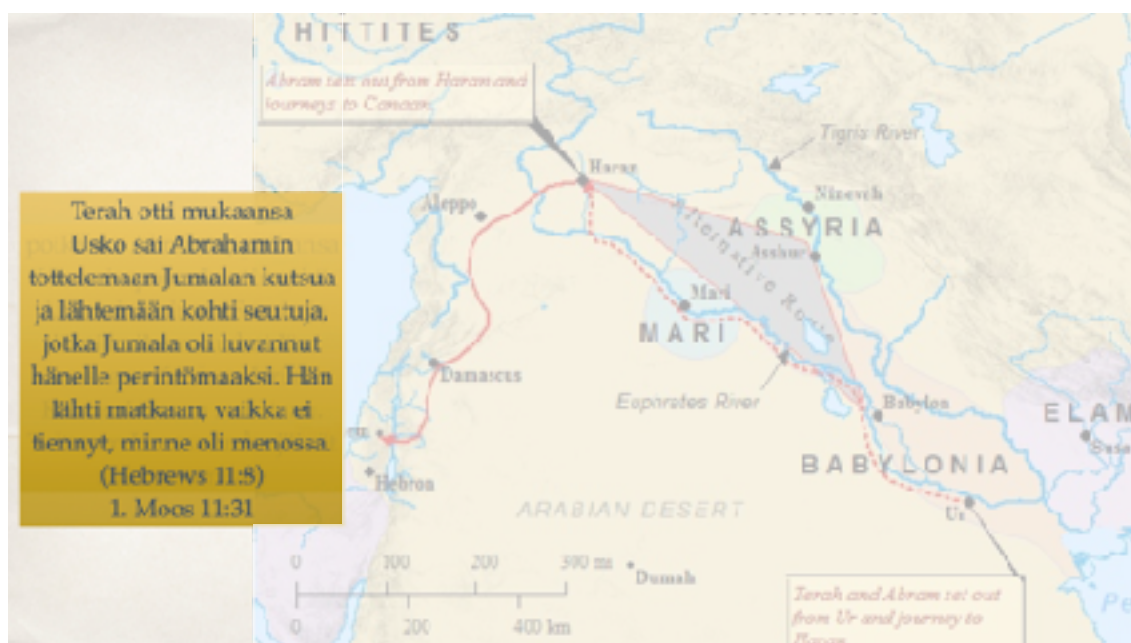 HITTITES
Abram sets out from Haran and
journeys to Canaan.
Tigris River
Haran
Nineveh
Aleppo
ASSYRIA
Asshur
Alternative Route
Mari
MARI
Damascus
Euphrates River
Babylon
ELAM
Susa
BABYLONIA
Hebron
ARABIAN DESERT
Ur
0 100 200 300 mi
Dumah
0 200 400 km
Terah and Abram set out
from Ur and journey to
Haran
Terah otti mukaansa
Usko sai Abrahamin
tottelemaan Jumalan kutsua
ja lähtemään kohti seutuja,
jotka Jumala oli luvannut
hänelle perintömaaksi. Hän
lähti matkaan, vaikka ei
tiennyt, minne oli menossa.
(Hebrews 11:8)
1. Moos 11:31